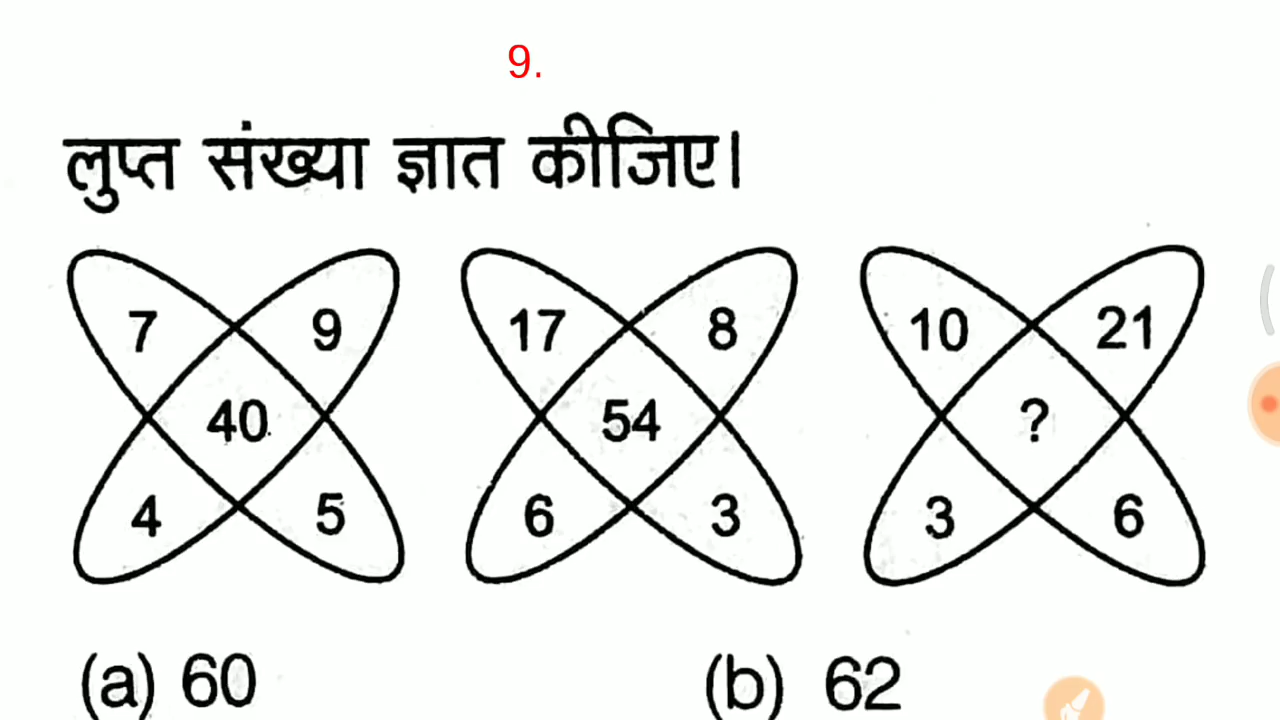 9.
लुप्त संख्या ज्ञात कीजिए।
7 9 17 8 10 21
40 54 ?
4 5 6 3 3 6
(a) 60 (b) 62